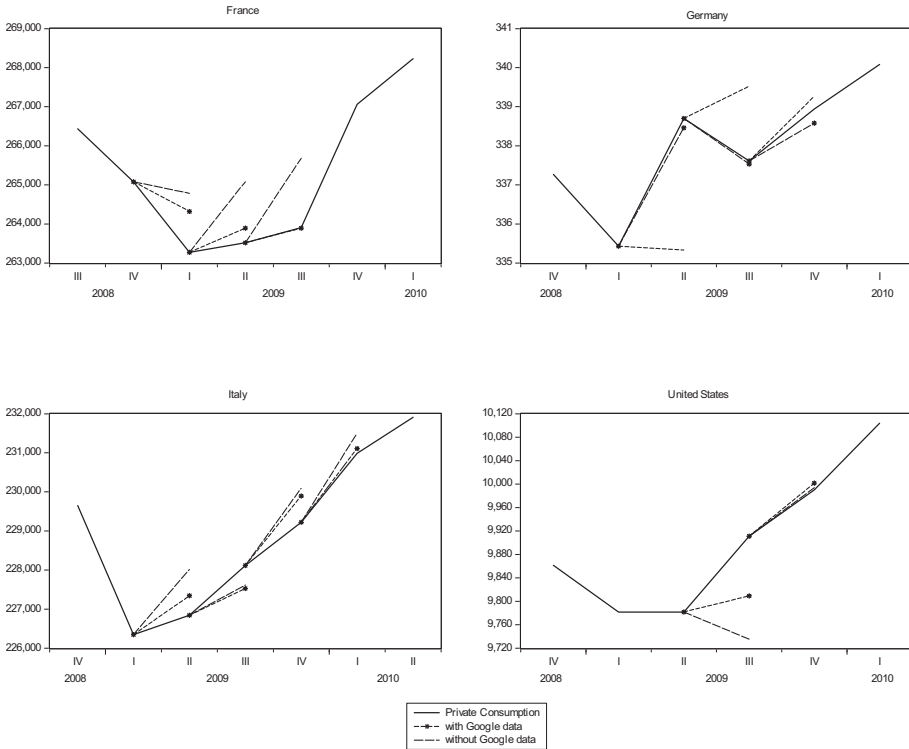 France
269,000
268,000
267,000
266,000
265,000
264,000
263,000
III IV I II III IV I
2008 2009 2010
Germany
341
340
339
338
337
336
335
IV I II III IV I
2008 2009 2010
Italy
232,000
231,000
230,000
229,000
228,000
227,000
226,000
IV I II III IV I II
2008 2009 2010
United States
10,120
10,080
10,040
10,000
9,960
9,920
9,880
9,840
9,800
9,760
9,720
IV I II III IV I
2008 2009 2010
Private Consumption
with Google data
without Google data